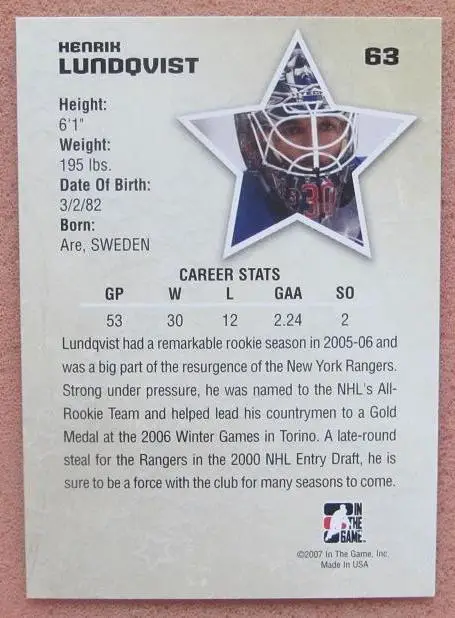 HENRIK
LUNDQVIST
63
Height:
6'1"
Weight:
195 lbs.
Date Of Birth:
3/2/82
Born:
Are, SWEDEN
30
CAREER STATS
GP W L GAA SO
53 30 12 2.24 2
Lundqvist had a remarkable rookie season in 2005-06 and
was a big part of the resurgence of the New York Rangers.
Strong under pressure, he was named to the NHL's All-
Rookie Team and helped lead his countrymen to a Gold
Medal at the 2006 Winter Games in Torino. A late-round
steal for the Rangers in the 2000 NHL Entry Draft, he is
sure to be a force with the club for many seasons to come.
IN
THE
GAME
©2007 In The Game, Inc.
Made In USA